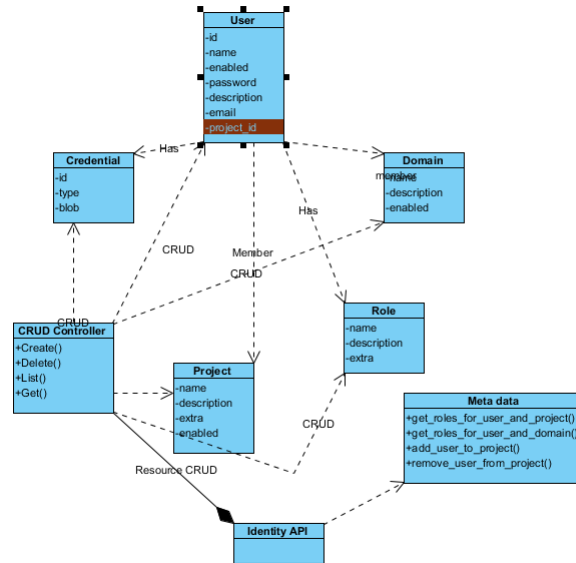 User
-id
-name
-enabled
-password
-description
-email
-project_id
Has
Credential
-id
-type
-blob
Domain
-name
member
-description
-enabled
Has
CRUD
Member
CRUD
CRUD
CRUD Controller
+Create()
+Delete()
+List()
+Get()
Role
-name
-description
-extra
Project
-name
-description
-extra
-enabled
CRUD
Meta data
+get_roles_for_user_and_project()
+get_roles_for_user_and_domain()
+add_user_to_project()
+remove_user_from_project()
Resource CRUD
Identity API